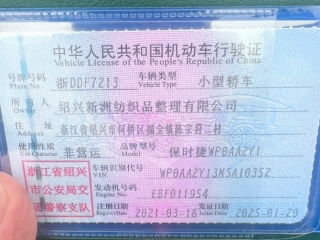 中华人民共和国机动车行驶证
Vehicle License of the People's Republic of China
号牌号码 浙DDF7213 车辆类型 小型轿车
Plate No. Vehicle Type
所有人 绍兴新洲纺织品整理有限公司
Owner
住址 浙江省绍兴市柯桥区福全镇陈家葑二村
Address
使用性质 非营运 品牌型号 保时捷WP0AA2Y1
Use Character Model
浙江省绍兴市公安局交通警察支队
车辆识别代号 WP0AA2Y13KSA10352
VIN
发动机号码 EBF011954
Engine No.
注册日期 2021-03-18 发证日期 2025-01-20
Register Date Issue Date